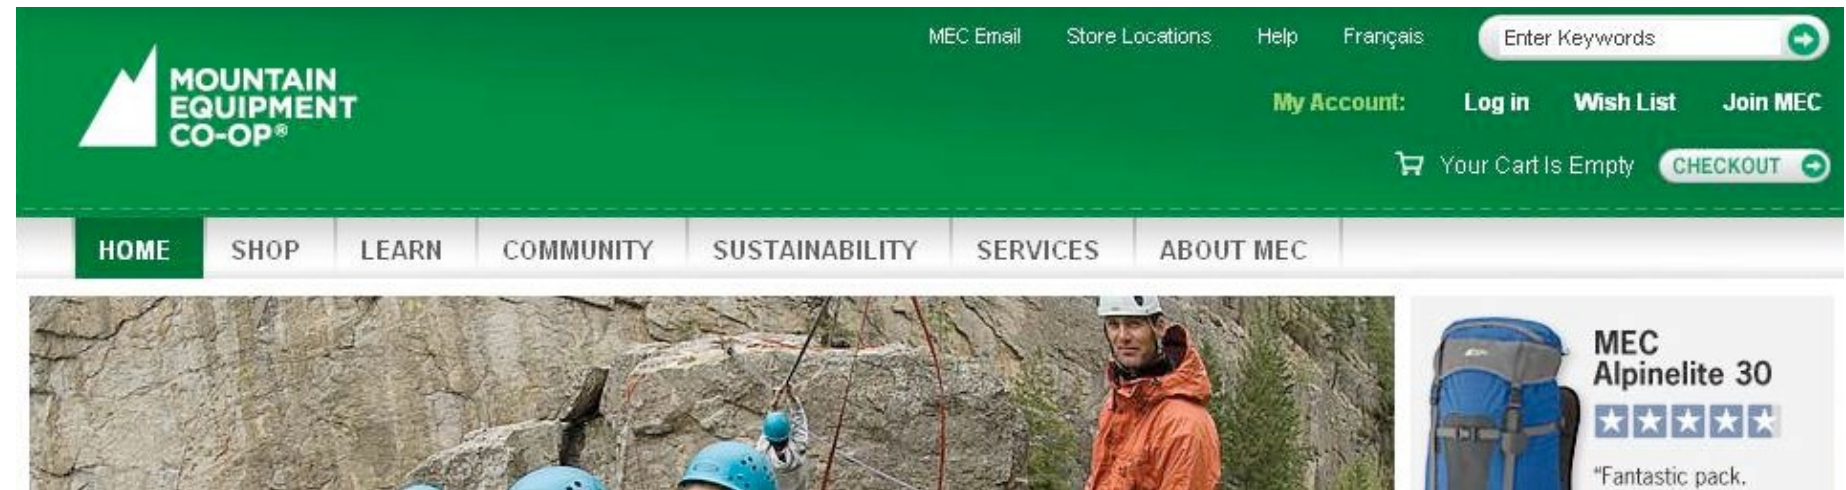 MEC Email Store Locations Help Français Enter Keywords
MOUNTAIN
EQUIPMENT
CO-OP®
My Account: Log in Wish List Join MEC
Your Cart Is Empty CHECKOUT
HOME SHOP LEARN COMMUNITY SUSTAINABILITY SERVICES ABOUT MEC
MEC
Alpinelite 30
"Fantastic pack.